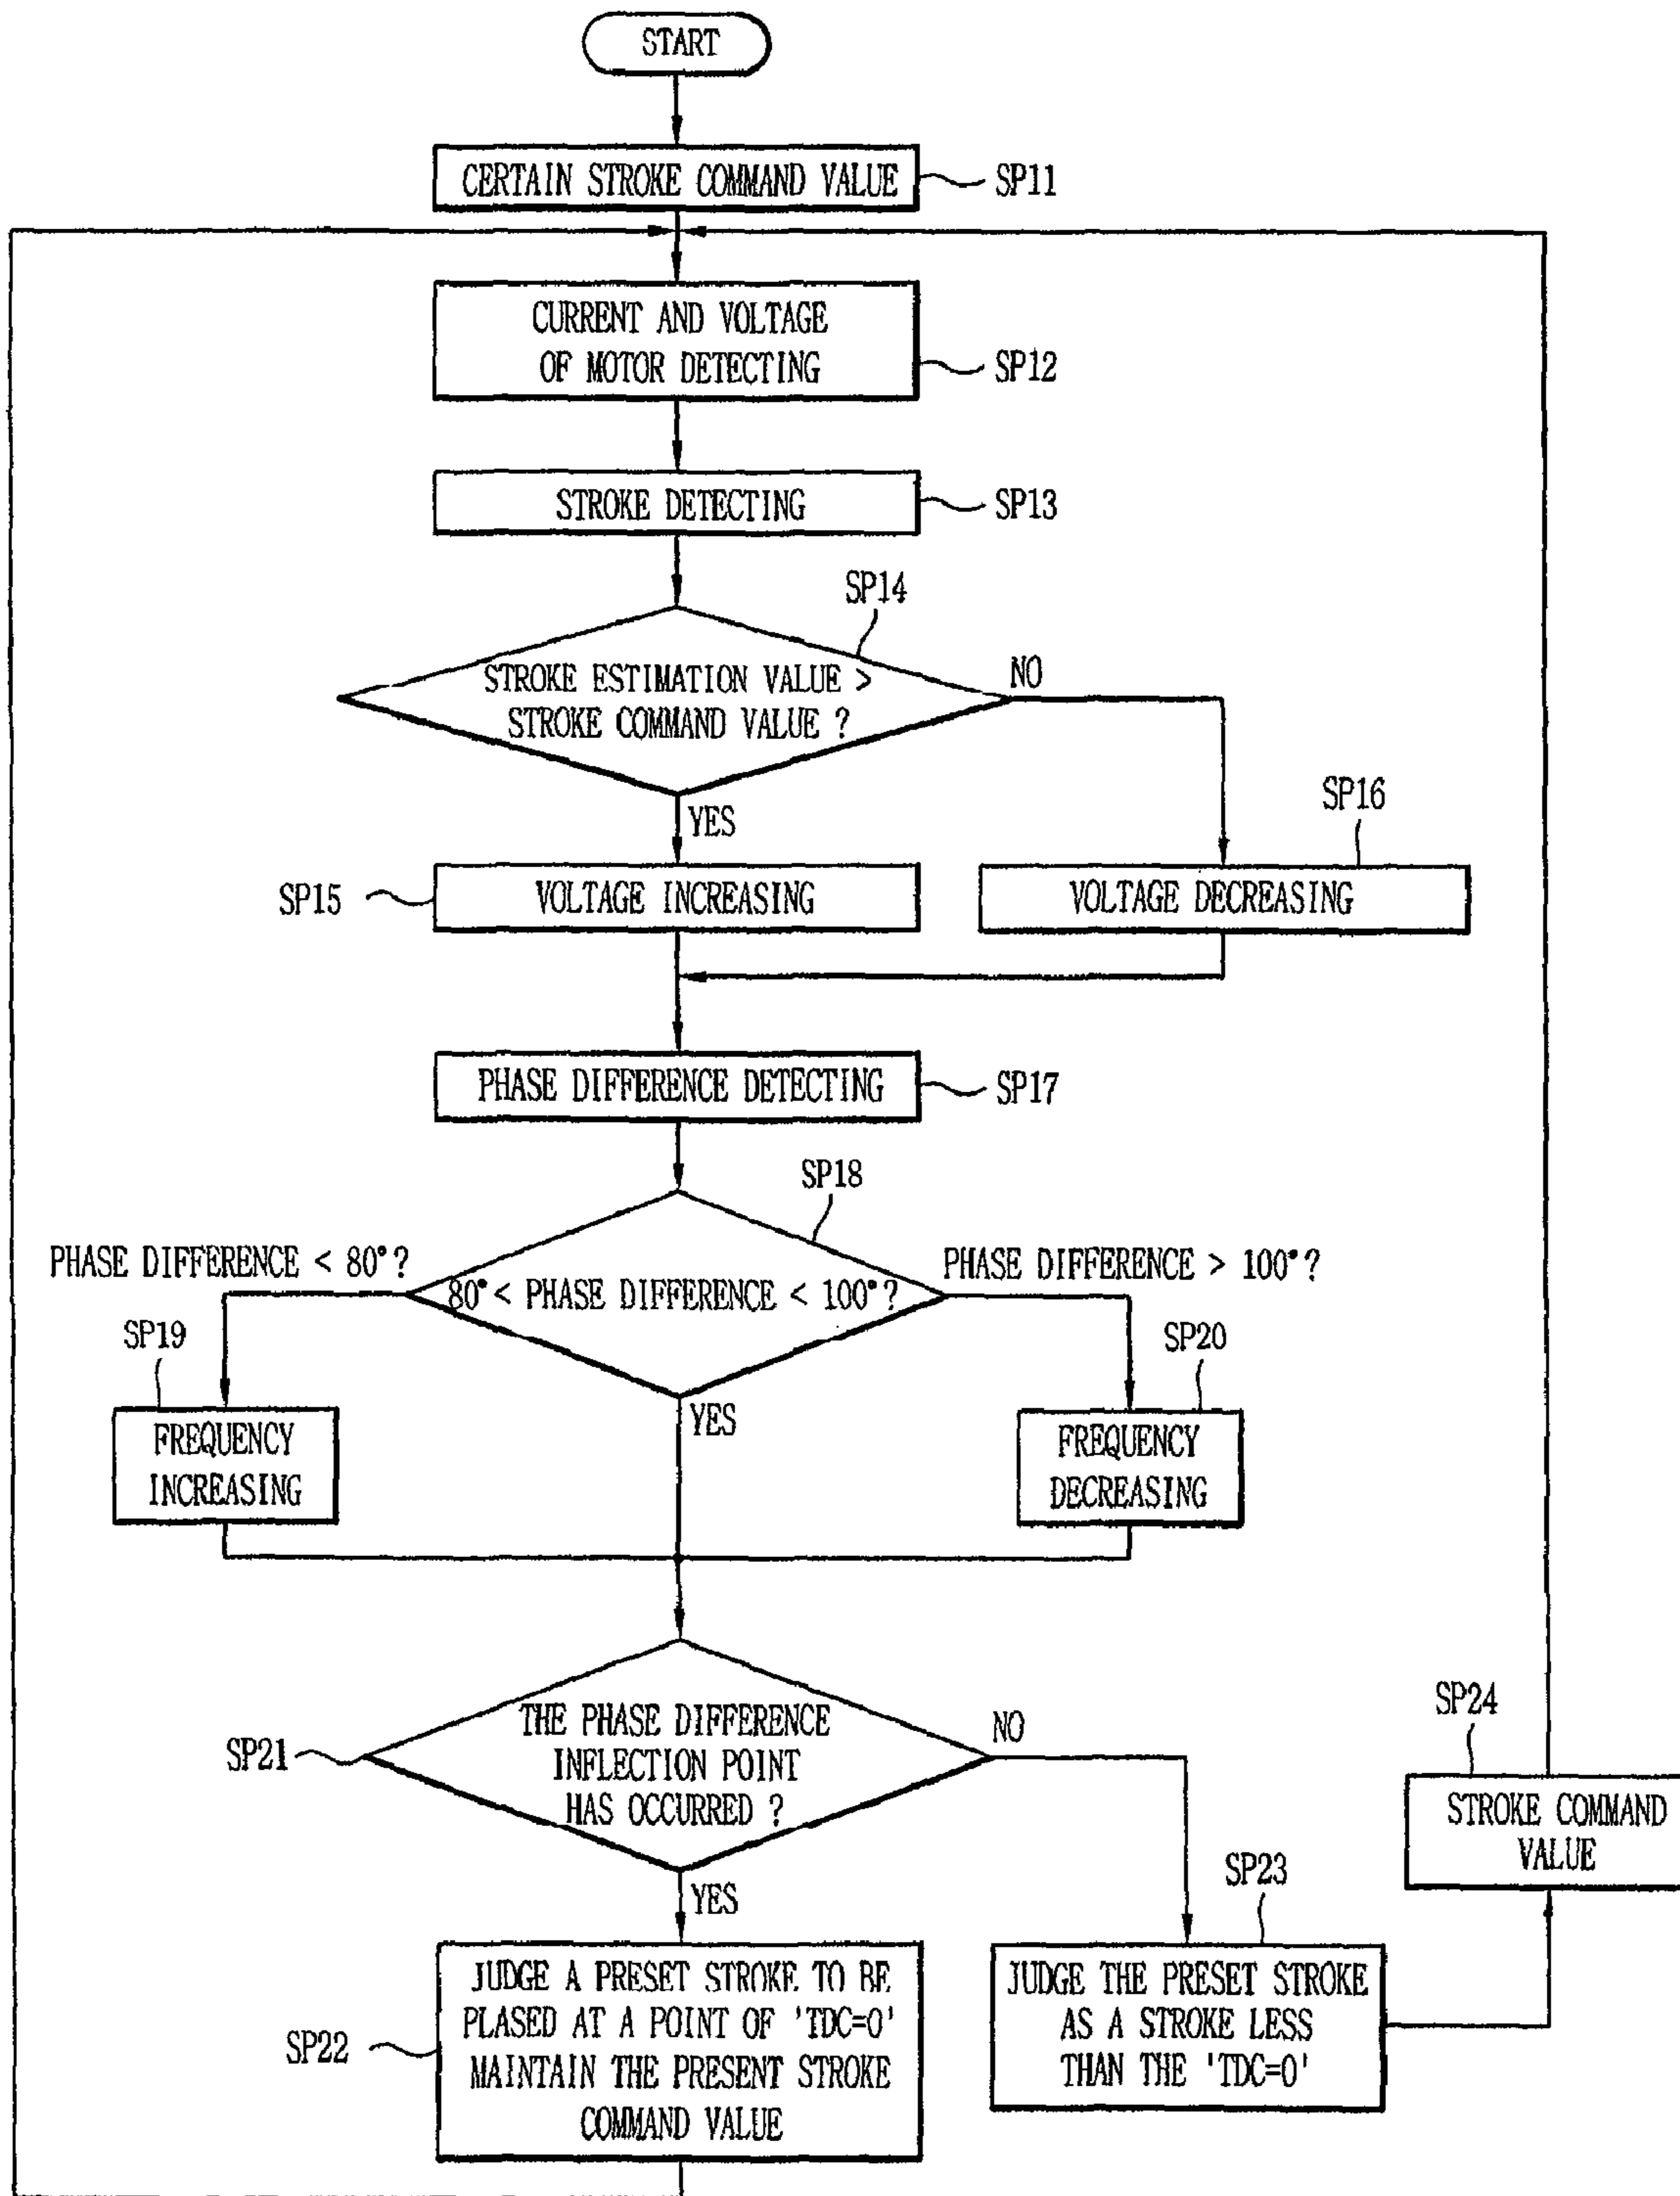 START
CERTAIN STROKE COMMAND VALUE
SP11
CURRENT AND VOLTAGE
OF MOTOR DETECTING
SP12
STROKE DETECTING
SP13
SP14
STROKE ESTIMATION VALUE >
STROKE COMMAND VALUE ?
NO
YES
SP16
SP15
VOLTAGE INCREASING
VOLTAGE DECREASING
PHASE DIFFERENCE DETECTING
SP17
SP18
PHASE DIFFERENCE < 80°?
80°< PHASE DIFFERENCE < 100°?
PHASE DIFFERENCE > 100°?
SP19
SP20
FREQUENCY
INCREASING
YES
FREQUENCY
DECREASING
SP21
THE PHASE DIFFERENCE
INFLECTION POINT
HAS OCCURRED ?
NO
SP24
STROKE COMMAND
VALUE
YES
SP23
SP22
JUDGE A PRESET STROKE TO BE
PLASED AT A POINT OF 'TDC=0'
MAINTAIN THE PRESENT STROKE
COMMAND VALUE
JUDGE THE PRESET STROKE
AS A STROKE LESS
THAN THE 'TDC=0'